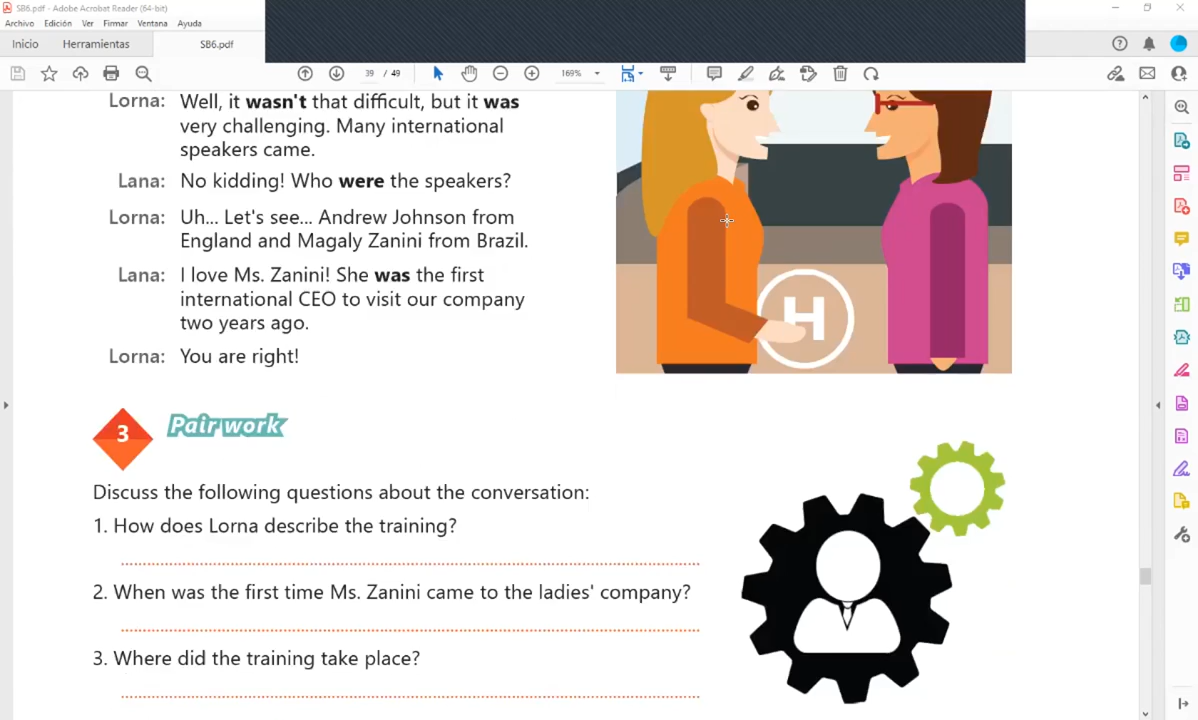 SB6.pdf - Adobe Acrobat Reader (64-bit)
Archivo Edición Ver Firmar Ventana Ayuda
Inicio Herramientas SB6.pdf
39 / 49 169%
Lorna: Well, it wasn't that difficult, but it was
very challenging. Many international
speakers came.
Lana: No kidding! Who were the speakers?
Lorna: Uh... Let's see... Andrew Johnson from
England and Magaly Zanini from Brazil.
Lana: I love Ms. Zanini! She was the first
international CEO to visit our company
two years ago.
Lorna: You are right!
H
3 Pair work
Discuss the following questions about the conversation:
1. How does Lorna describe the training?
2. When was the first time Ms. Zanini came to the ladies' company?
3. Where did the training take place?